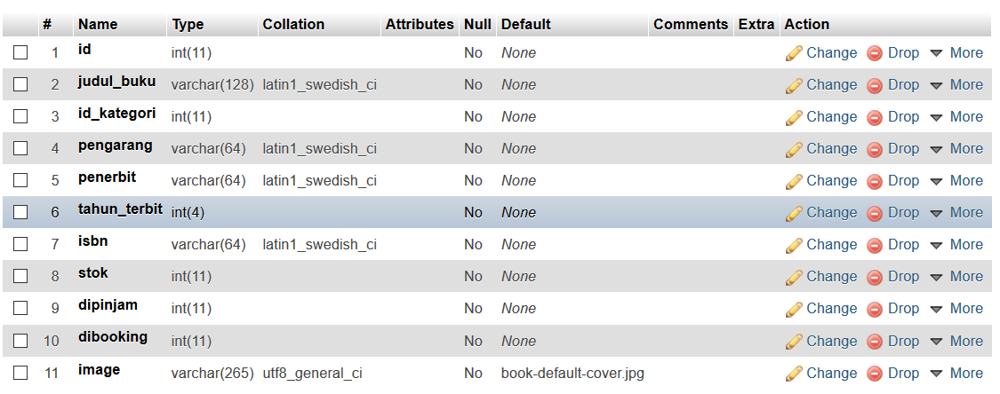 # Name Type Collation Attributes Null Default Comments Extra Action
1 id int(11) No None Change Drop More
2 judul_buku varchar(128) latin1_swedish_ci No None Change Drop More
3 id_kategori int(11) No None Change Drop More
4 pengarang varchar(64) latin1_swedish_ci No None Change Drop More
5 penerbit varchar(64) latin1_swedish_ci No None Change Drop More
6 tahun_terbit int(4) No None Change Drop More
7 isbn varchar(64) latin1_swedish_ci No None Change Drop More
8 stok int(11) No None Change Drop More
9 dipinjam int(11) No None Change Drop More
10 dibooking int(11) No None Change Drop More
11 image varchar(265) utf8_general_ci No book-default-cover.jpg Change Drop More